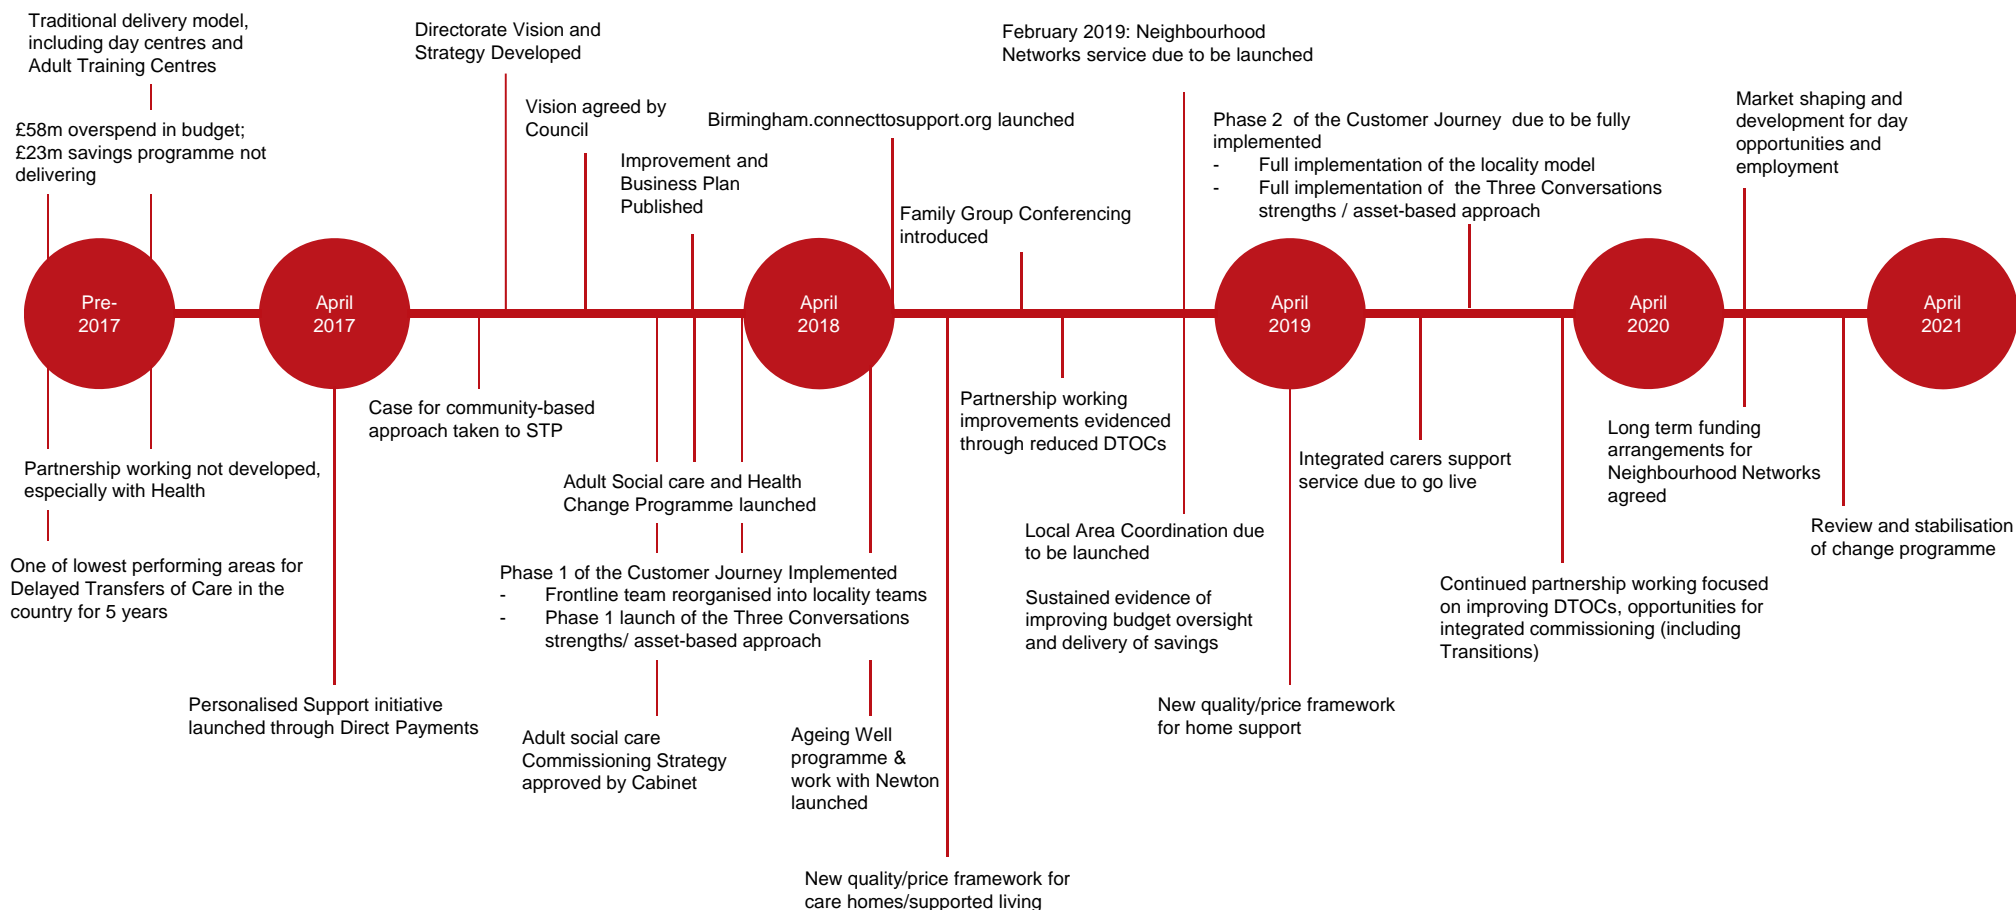 Traditional delivery model,
including day centres and
Adult Training Centres
£58m overspend in budget;
£23m savings programme not
delivering
Directorate Vision and
Strategy Developed
Vision agreed by
Council
Improvement and
Business Plan
Published
Birmingham.connecttosupport.org launched
Family Group Conferencing
introduced
February 2019: Neighbourhood
Networks service due to be launched
Phase 2 of the Customer Journey due to be fully
implemented
- Full implementation of the locality model
- Full implementation of the Three Conversations
strengths / asset-based approach
Market shaping and
development for day
opportunities and
employment
Pre-
2017
April
2017
April
2018
April
2019
April
2020
April
2021
Partnership working not developed,
especially with Health
One of lowest performing areas for
Delayed Transfers of Care in the
country for 5 years
Personalised Support initiative
launched through Direct Payments
Case for community-based
approach taken to STP
Adult Social care and Health
Change Programme launched
Phase 1 of the Customer Journey Implemented
- Frontline team reorganised into locality teams
- Phase 1 launch of the Three Conversations
strengths/ asset-based approach
Adult social care
Commissioning Strategy
approved by Cabinet
Ageing Well
programme &
work with Newton
launched
New quality/price framework for
care homes/supported living
Partnership working
improvements evidenced
through reduced DTOCs
Local Area Coordination due
to be launched
Sustained evidence of
improving budget oversight
and delivery of savings
New quality/price framework
for home support
Integrated carers support
service due to go live
Continued partnership working focused
on improving DTOCs, opportunities for
integrated commissioning (including
Transitions)
Long term funding
arrangements for
Neighbourhood Networks
agreed
Review and stabilisation
of change programme